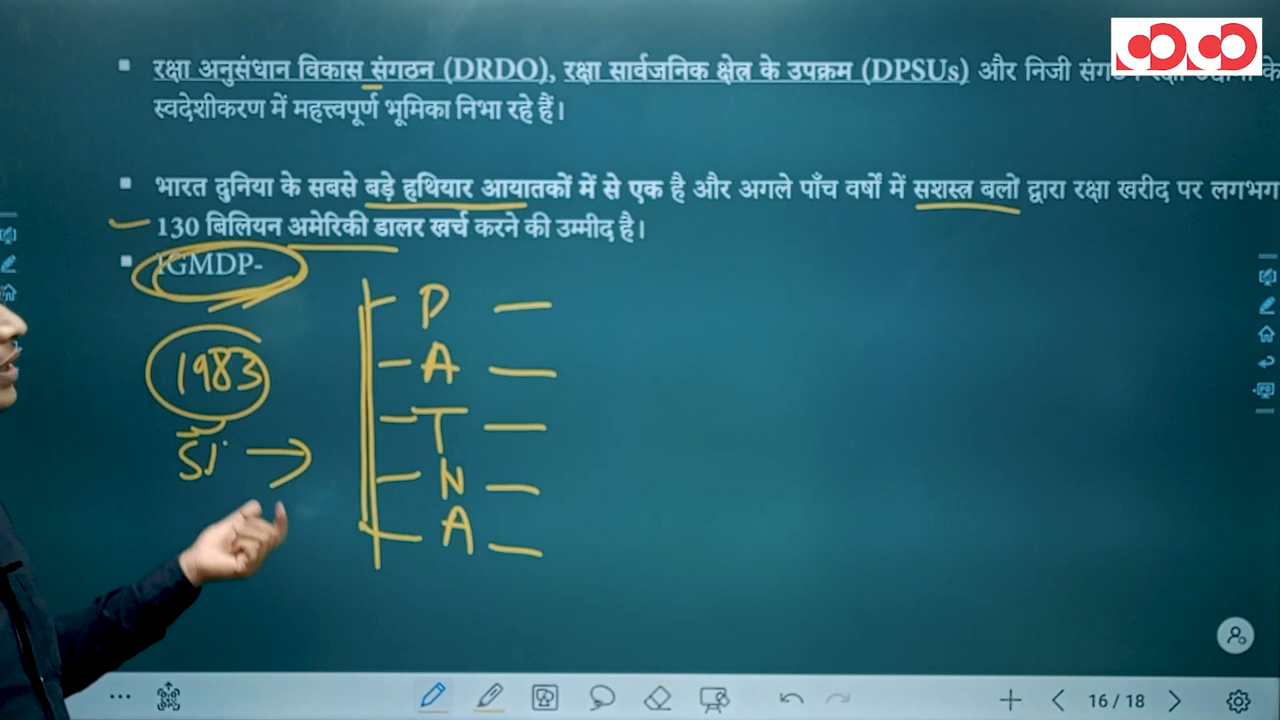 रक्षा अनुसंधान विकास संगठन (DRDO), रक्षा सार्वजनिक क्षेत्र के उपक्रम (DPSUs) और निजी
स्वदेशीकरण में महत्त्वपूर्ण भूमिका निभा रहे हैं।
भारत दुनिया के सबसे बड़े हथियार आयातकों में से एक है और अगले पाँच वर्षों में सशस्त्र बलों द्वारा रक्षा खरीद पर लगभग
130 बिलियन अमेरिकी डालर खर्च करने की उम्मीद है।
IGMDP-
P —
A —
1983
T —
डॉ →
N —
A —
16 / 18